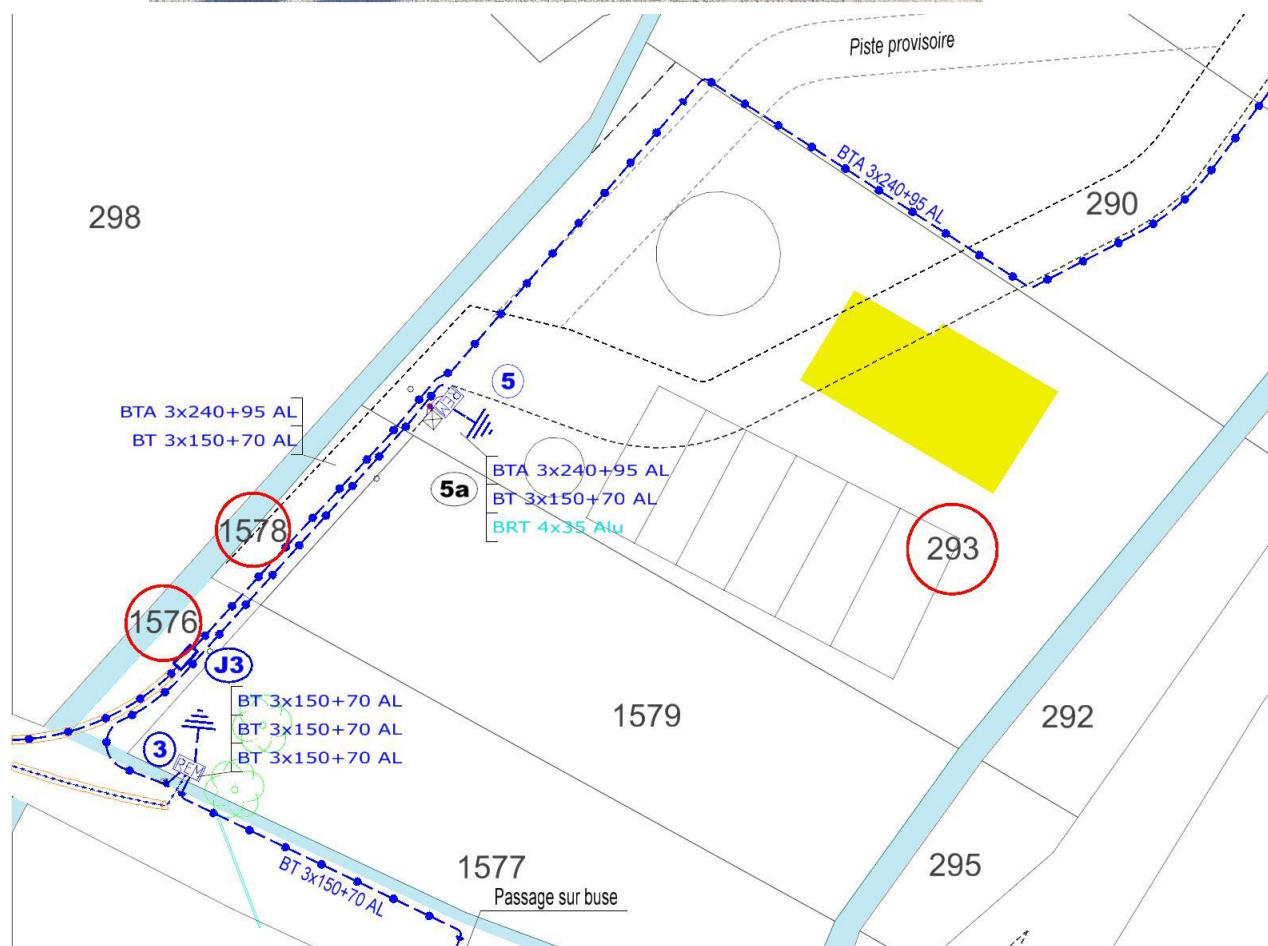 Piste provisoire
BTA 3x240+95 AL
298
290
5
REM
BTA 3x240+95 AL
BT 3x150+70 AL
5a
BTA 3x240+95 AL
BT 3x150+70 AL
BRT 4x35 Alu
1578
293
1576
J3
BT 3x150+70 AL
BT 3x150+70 AL
BT 3x150+70 AL
1579
292
3
REM
BT 3x150+70 AL
1577
295
Passage sur buse